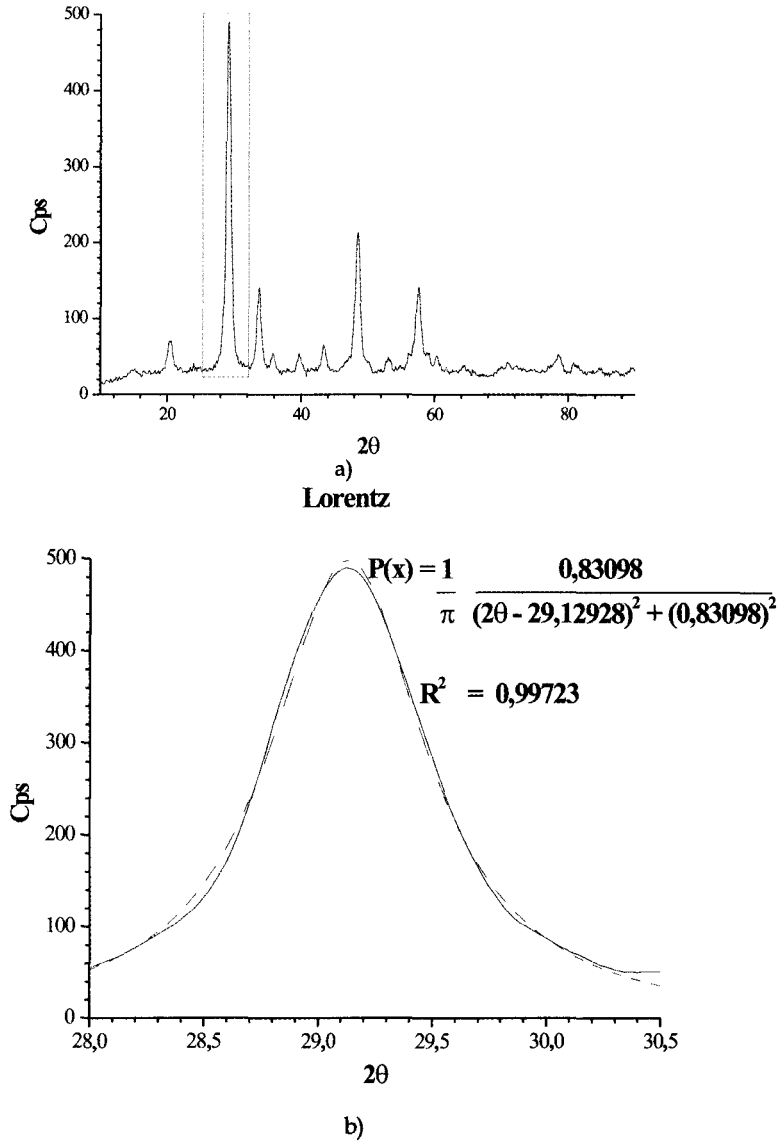 500
400
300
200
100
0
Cps
20 40 60 80
2θ
a)
Lorentz
500
400
300
200
100
0
Cps
P(x) = 1 0,83098
π (2θ - 29,12928)² + (0,83098)²
R² = 0,99723
28,0 28,5 29,0 29,5 30,0 30,5
2θ
b)